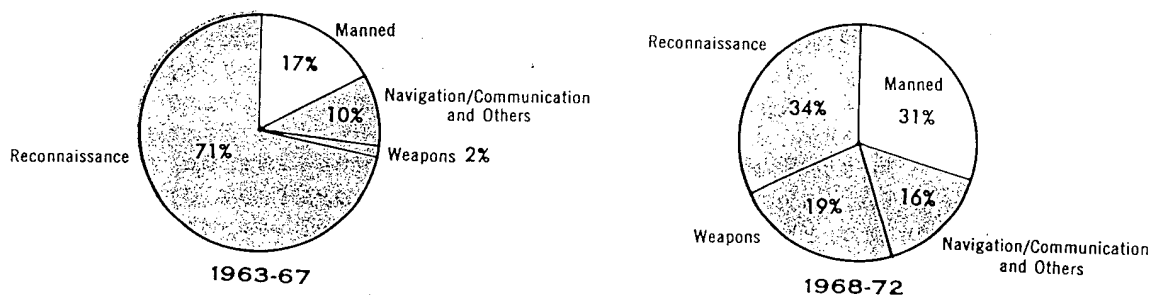 Manned
17%
Navigation/Communication
and Others
10%
Weapons 2%
Reconnaissance
71%
1963-67
Reconnaissance
Manned
34%
31%
19%
16%
Weapons
Navigation/Communication
and Others
1968-72